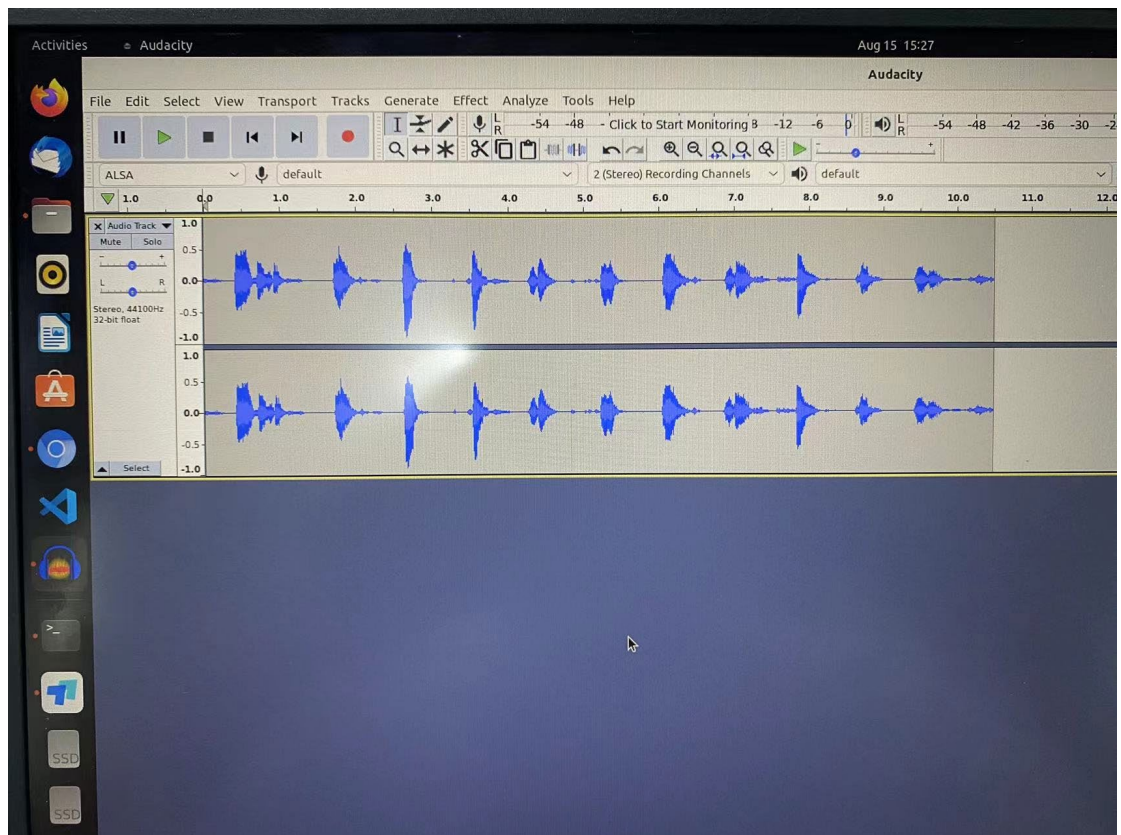 Activities Audacity Aug 15 15:27
Audacity
File Edit Select View Transport Tracks Generate Effect Analyze Tools Help
L R -54 -48 - Click to Start Monitoring 8 -12 -6 0 L R -54 -48 -42 -36 -30
ALSA default 2 (Stereo) Recording Channels default
1.0 0.0 1.0 2.0 3.0 4.0 5.0 6.0 7.0 8.0 9.0 10.0 11.0 12.0
X Audio Track 1.0
Mute Solo
- + 0.5
L R 0.0
Stereo, 44100Hz
32-bit float
-0.5
-1.0
1.0
0.5
0.0
-0.5
Select -1.0
>_
SSD
SSD